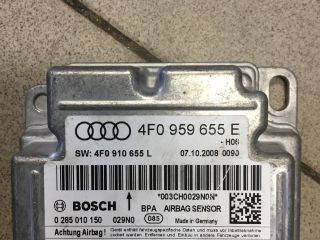 4F0 959 655 E
- H06
SW: 4F0 910 655 L 07.10.2008 0090
*003CH0029N0N*
BOSCH BPA AIRBAG SENSOR
0 285 010 150 029N0 085 Made in Germany
Achtung Airbag!